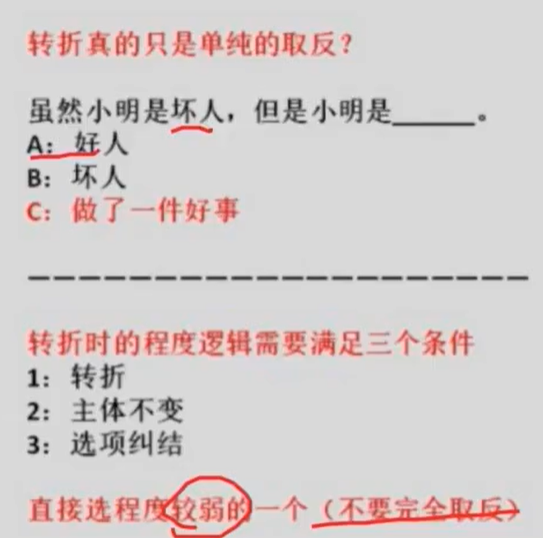 转折真的只是单纯的取反？
虽然小明是坏人，但是小明是______。
A：好人
B：坏人
C：做了一件好事
转折时的程度逻辑需要满足三个条件
1：转折
2：主体不变
3：选项纠结
直接选程度较弱的一个（不要完全取反）